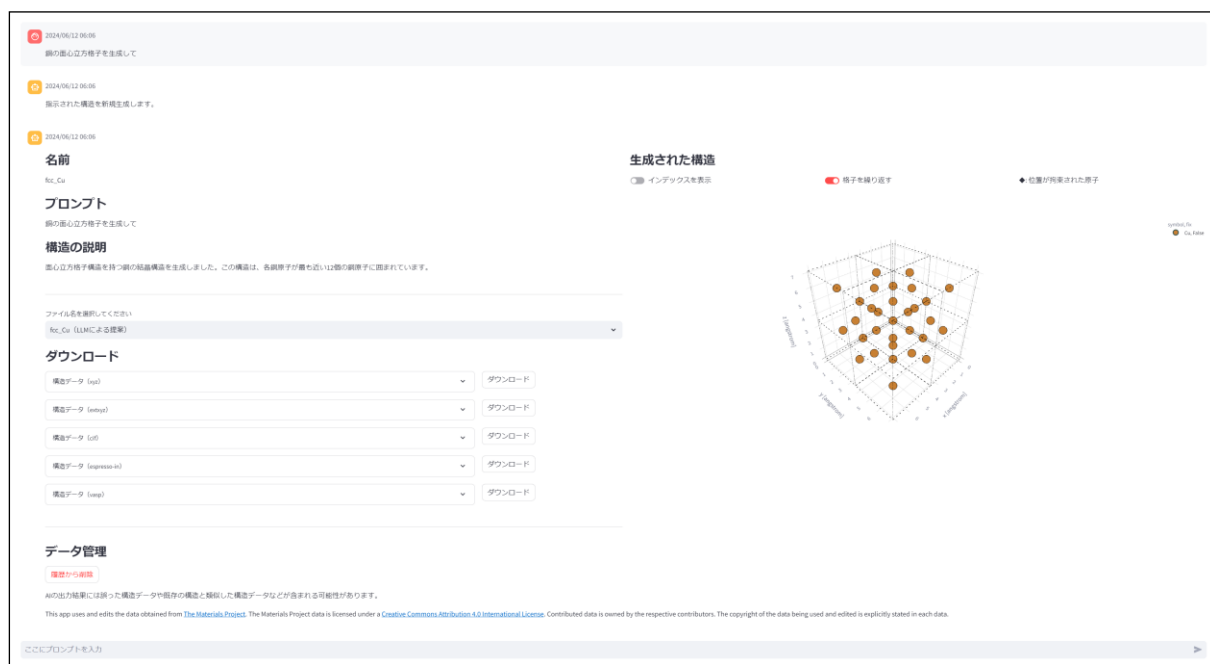 2024/06/12 06:06
銅の面心立方格子を生成して
2024/06/12 06:06
指示された構造を新規生成します。
2024/06/12 06:06
名前
fcc_Cu
プロンプト
銅の面心立方格子を生成して
構造の説明
面心立方格子構造を持つ銅の結晶構造を生成しました。この構造は、各銅原子が最も近い12個の銅原子に囲まれています。
ファイル名を選択してください
fcc_Cu（LLMによる提案）
ダウンロード
構造データ（xyz） ダウンロード
構造データ（extxyz） ダウンロード
構造データ（cif） ダウンロード
構造データ（espresso-in） ダウンロード
構造データ（vasp） ダウンロード
生成された構造
インデックスを表示 格子を繰り返す ◆: 位置が拘束された原子
Cu, False
z [angstrom]
y [angstrom]
x [angstrom]
データ管理
履歴から削除
AIの出力結果には誤った構造データや既存の構造と類似した構造データなどが含まれる可能性があります。
This app uses and edits the data obtained from The Materials Project. The Materials Project data is licensed under a Creative Commons Attribution 4.0 International License. Contributed data is owned by the respective contributors. The copyright of the data being used and edited is explicitly stated in each data.
ここにプロンプトを入力